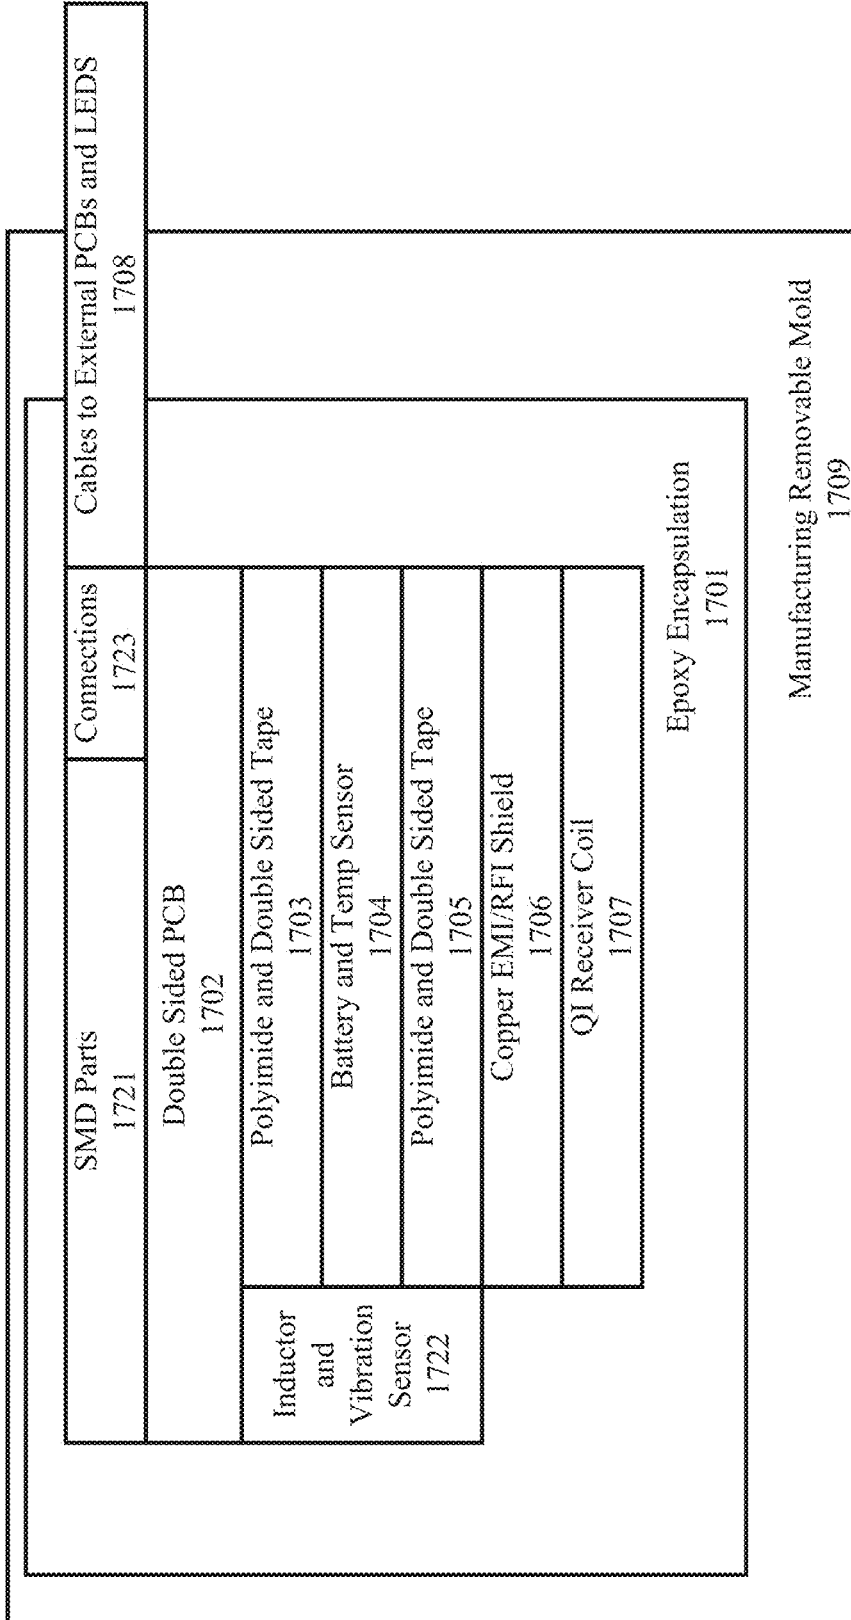 SMD Parts
1721
Connections
1723
Cables to External PCBs and LEDS
1708
Double Sided PCB
1702
Inductor
and
Vibration
Sensor
1722
Polyimide and Double Sided Tape
1703
Battery and Temp Sensor
1704
Polyimide and Double Sided Tape
1705
Copper EMI/RFI Shield
1706
QI Receiver Coil
1707
Epoxy Encapsulation
1701
Manufacturing Removable Mold
1709